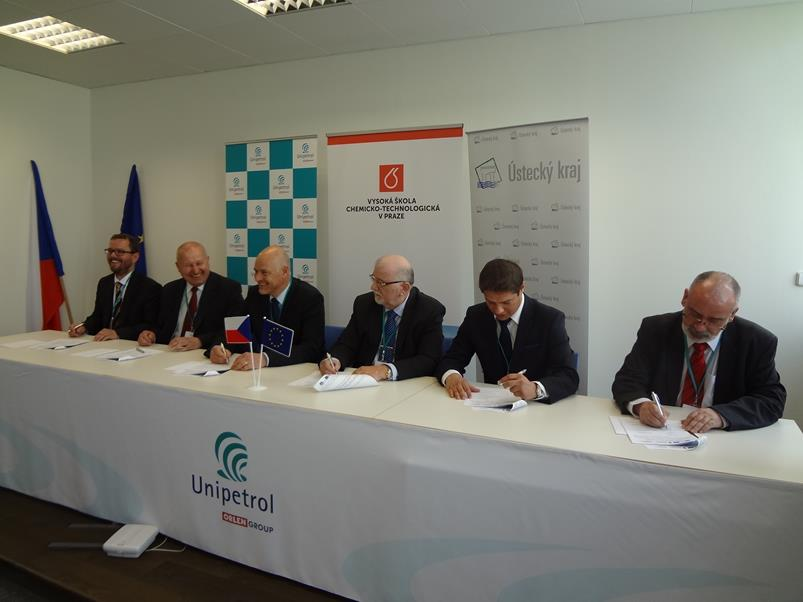 Unipetrol
VYSOKÁ ŠKOLA
CHEMICKO-TECHNOLOGICKÁ
V PRAZE
Ústecký kraj
Unipetrol
ORLEN GROUP